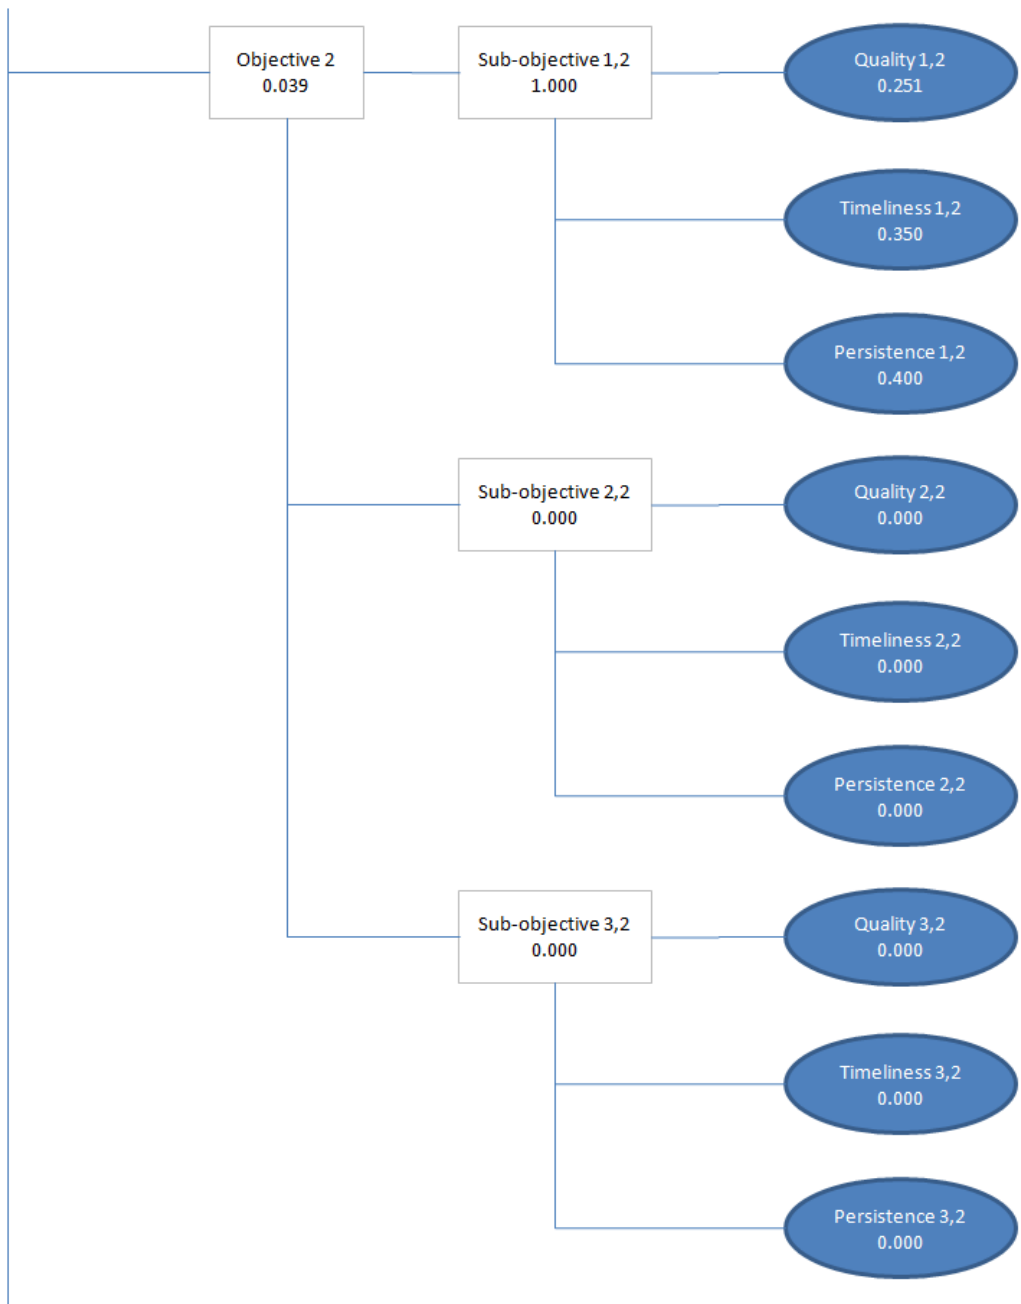 Objective 2
0.039
Sub-objective 1,2
1.000
Quality 1,2
0.251
Timeliness 1,2
0.350
Persistence 1,2
0.400
Sub-objective 2,2
0.000
Quality 2,2
0.000
Timeliness 2,2
0.000
Persistence 2,2
0.000
Sub-objective 3,2
0.000
Quality 3,2
0.000
Timeliness 3,2
0.000
Persistence 3,2
0.000